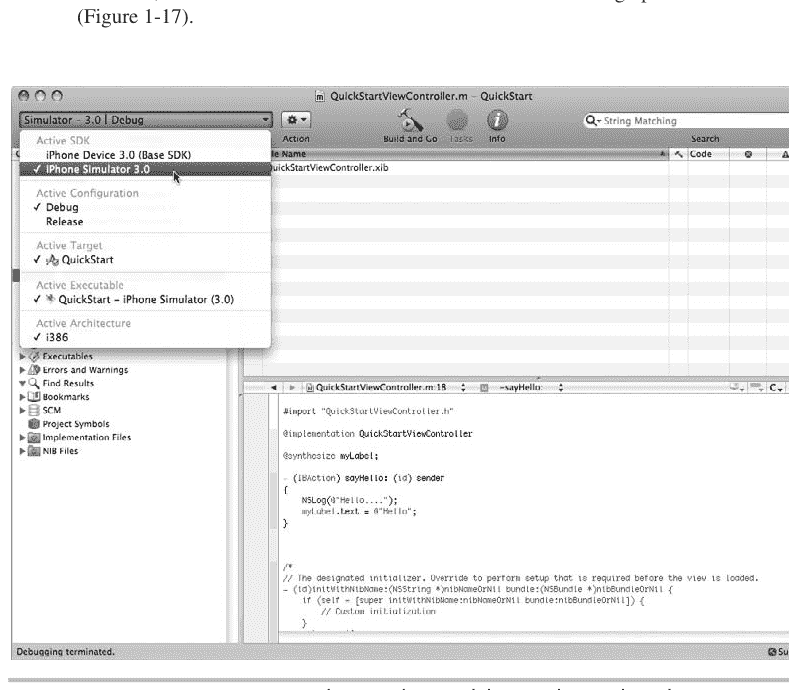 (Figure 1-17).
QuickStartViewController.m – QuickStart
Simulator – 3.0 | Debug
String Matching
Action
Build and Go
Tasks
Info
Search
Active SDK
iPhone Device 3.0 (Base SDK)
✓ iPhone Simulator 3.0
Active Configuration
✓ Debug
Release
Active Target
✓ QuickStart
Active Executable
✓ QuickStart – iPhone Simulator (3.0)
Active Architecture
✓ i386
le Name
Code
uickStartViewController.xib
Executables
Errors and Warnings
Find Results
Bookmarks
SCM
Project Symbols
Implementation Files
NIB Files
QuickStartViewController.m:18
-sayHello:
C
#import "QuickStartViewController.h"
@implementation QuickStartViewController
@synthesize myLabel;
- (IBAction) sayHello: (id) sender
{
NSLog(@"Hello....");
myLabel.text = @"Hello";
}
/*
// The designated initializer. Override to perform setup that is required before the view is loaded.
- (id)initWithNibName:(NSString *)nibNameOrNil bundle:(NSBundle *)nibBundleOrNil {
if (self = [super initWithNibName:nibNameOrNil bundle:nibBundleOrNil]) {
// Custom initialization
}
Debugging terminated.
Su